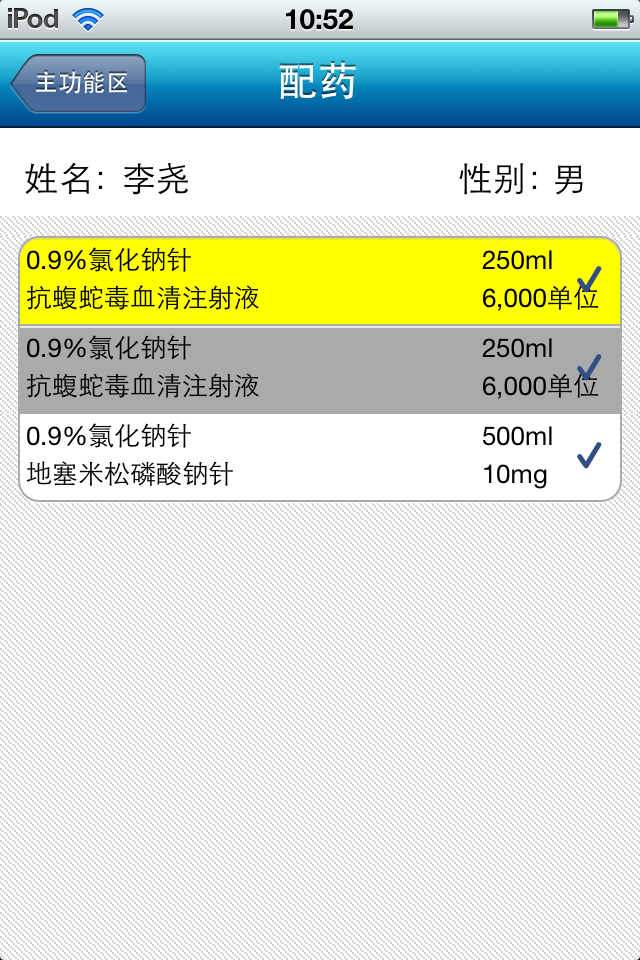 iPod 10:52
主功能区 配药
姓名: 李尧 性别: 男
0.9%氯化钠针 250ml
抗蝮蛇毒血清注射液 6,000单位
0.9%氯化钠针 250ml
抗蝮蛇毒血清注射液 6,000单位
0.9%氯化钠针 500ml
地塞米松磷酸钠针 10mg